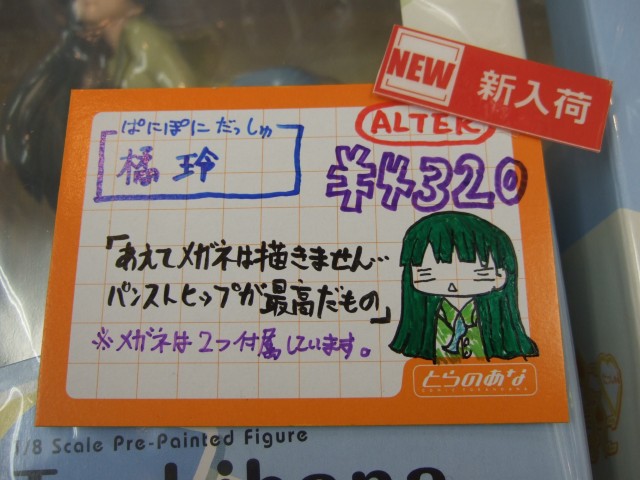 NEW 新入荷
ALTER
ぱにぽにだっしゅ
橘 玲
¥4320
「あえてメガネは描きません…
パンストヒップが最高だもの」
※メガネは2つ付属しています。
とらのあな
1/8 Scale Pre-Painted Figure